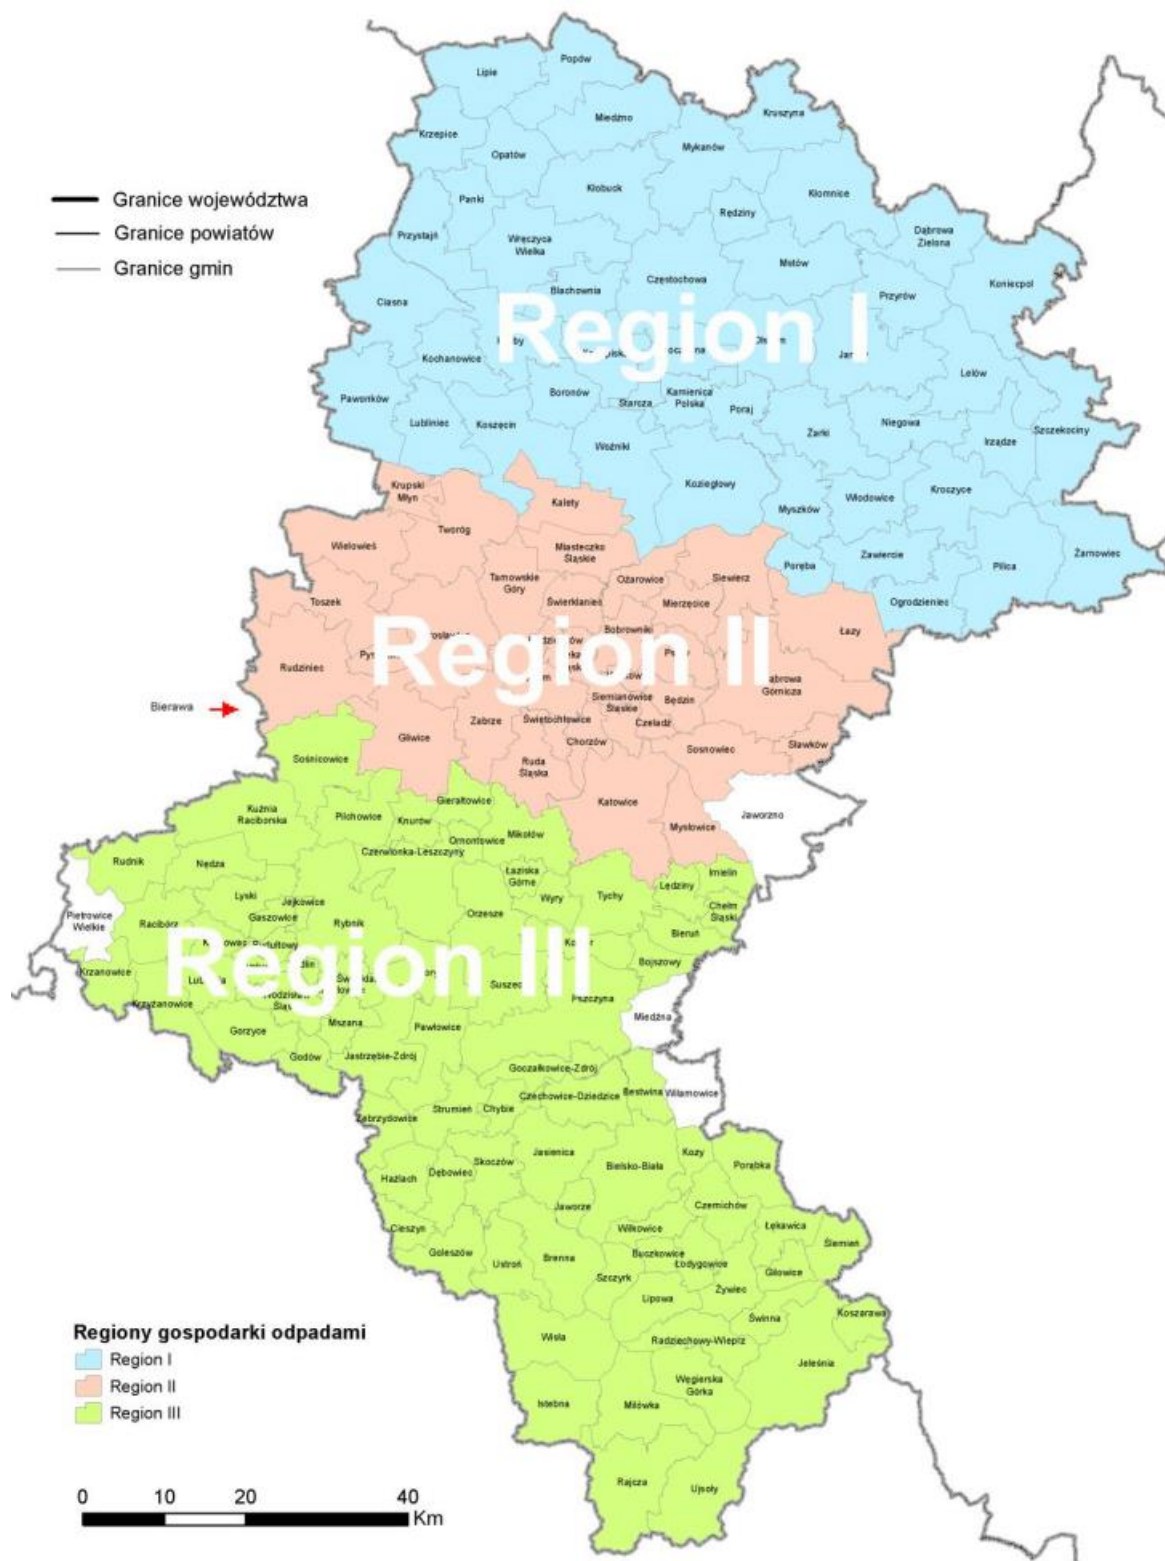 Popów
Lipie
Kruszyna
Miedźno
Krzepice
Mykanów
Opatów
Kłobuck
Kłomnice
Granice województwa
Panki
Rędziny
Granice powiatów
Przystajń
Dąbrowa
Zielona
Wręczyca
Wielka
Mstów
Granice gmin
Częstochowa
Koniecpol
Blachownia
Przyrów
Ciasna
Region I
Kochanowice
Lelów
Boronów
Kamienica
Polska
Pawonków
Starcza
Poraj
Lubliniec
Koszęcin
Niegowa
Żarki
Szczekociny
Irządze
Woźniki
Krupski
Młyn
Koziegłowy
Kroczyce
Włodowice
Kalety
Myszków
Tworóg
Wielowieś
Miasteczko
Śląskie
Zawiercie
Żarnowiec
Poręba
Pilica
Tarnowskie
Góry
Ożarowice
Siewierz
Toszek
Świerklaniec
Mierzęcice
Ogrodzieniec
Bobrowniki
Łazy
Region II
Rudziniec
Dąbrowa
Górnicza
Siemianowice
Śląskie
Będzin
Bierawa
Zabrze
Świętochłowice
Czeladź
Gliwice
Chorzów
Sosnowiec
Sławków
Sośnicowice
Ruda
Śląska
Gierałtowice
Katowice
Kuźnia
Raciborska
Pilchowice
Knurów
Jaworzno
Mysłowice
Ornontowice
Mikołów
Czerwionka-Leszczyny
Rudnik
Nędza
Łaziska
Górne
Imielin
Lędziny
Lyski
Jejkowice
Wyry
Tychy
Chełm
Śląski
Pietrowice
Wielkie
Gaszowice
Orzesze
Racibórz
Rybnik
Bieruń
Region III
Bojszowy
Krzanowice
Suszec
Pszczyna
Krzyżanowice
Miedźna
Mszana
Pawłowice
Gorzyce
Godów
Jastrzębie-Zdrój
Goczałkowice-Zdrój
Bestwina
Wilamowice
Czechowice-Dziedzice
Strumień
Chybie
Zebrzydowice
Jasienica
Kozy
Skoczów
Bielsko-Biała
Porąbka
Dębowiec
Hażlach
Jaworze
Czernichów
Cieszyn
Wilkowice
Łękawica
Ślemień
Goleszów
Buczkowice
Ustroń
Brenna
Łodygowice
Gilowice
Szczyrk
Żywiec
Lipowa
Koszarawa
Świnna
Regiony gospodarki odpadami
Wisła
Radziechowy-Wieprz
Region I
Jeleśnia
Region II
Węgierska
Górka
Region III
Istebna
Milówka
Rajcza
Ujsoły
0 10 20 40
Km